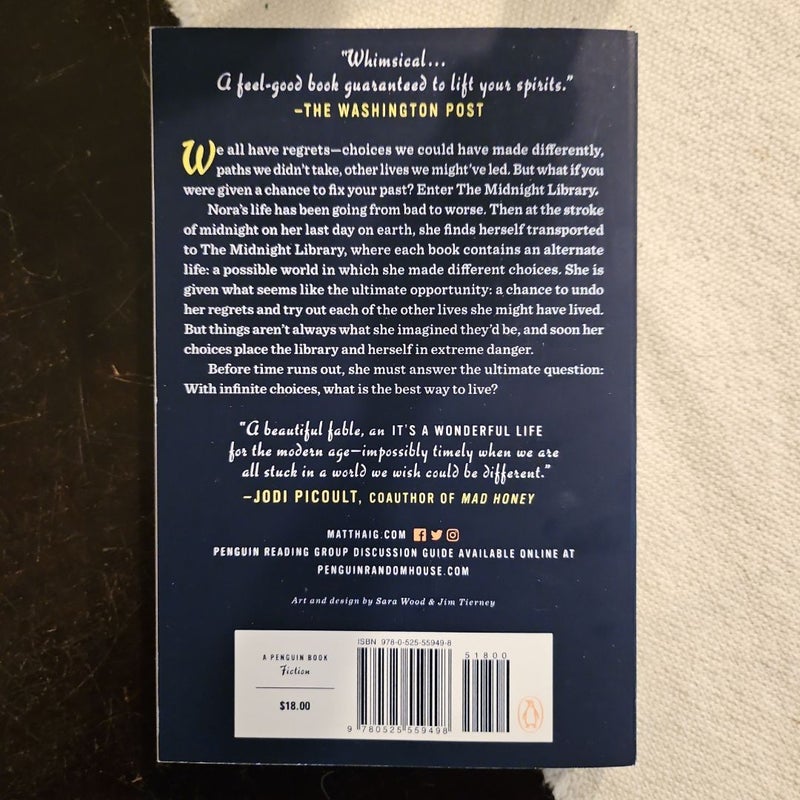 "Whimsical...
A feel-good book guaranteed to lift your spirits."
—THE WASHINGTON POST
We all have regrets—choices we could have made differently,
paths we didn't take, other lives we might've led. But what if you
were given a chance to fix your past? Enter The Midnight Library.
Nora's life has been going from bad to worse. Then at the stroke
of midnight on her last day on earth, she finds herself transported
to The Midnight Library, where each book contains an alternate
life: a possible world in which she made different choices. She is
given what seems like the ultimate opportunity: a chance to undo
her regrets and try out each of the other lives she might have lived.
But things aren't always what she imagined they'd be, and soon her
choices place the library and herself in extreme danger.
Before time runs out, she must answer the ultimate question:
With infinite choices, what is the best way to live?
"A beautiful fable, an IT'S A WONDERFUL LIFE
for the modern age—impossibly timely when we are
all stuck in a world we wish could be different."
—JODI PICOULT, COAUTHOR OF MAD HONEY
MATTHAIG.COM
PENGUIN READING GROUP DISCUSSION GUIDE AVAILABLE ONLINE AT
PENGUINRANDOMHOUSE.COM
Art and design by Sara Wood & Jim Tierney
A PENGUIN BOOK
Fiction
$18.00
ISBN 978-0-525-55949-8
51800
9 780525 559498